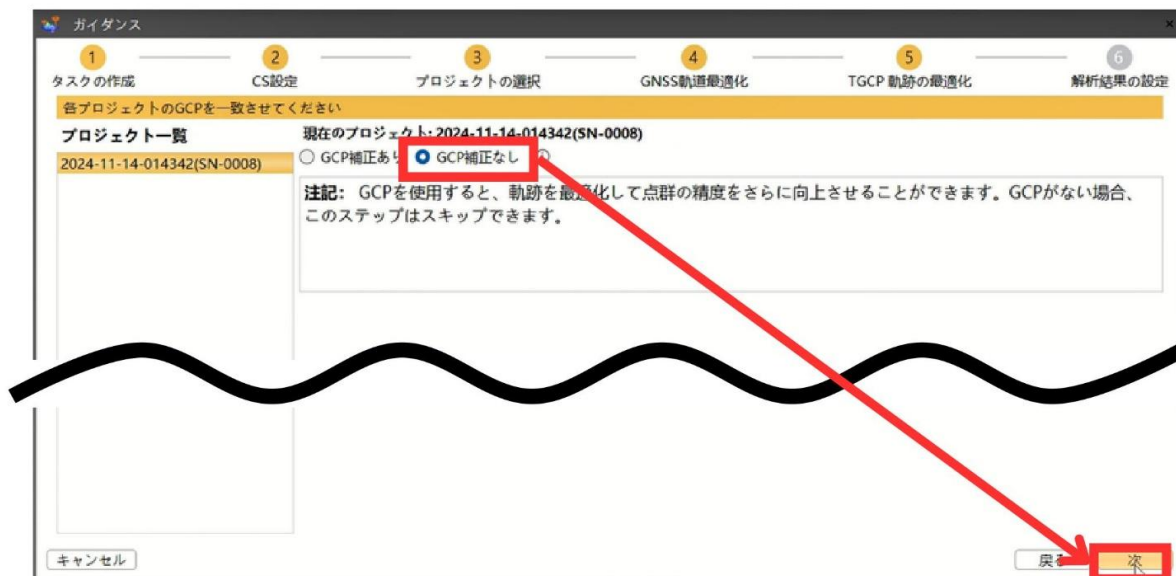 ガイダンス
1 2 3 4 5 6
タスクの作成 CS設定 プロジェクトの選択 GNSS軌道最適化 TGCP 軌跡の最適化 解析結果の設定
各プロジェクトのGCPを一致させてください
プロジェクト一覧
2024-11-14-014342(SN-0008)
現在のプロジェクト: 2024-11-14-014342(SN-0008)
GCP補正あり GCP補正なし
注記: GCPを使用すると、軌跡を最適化して点群の精度をさらに向上させることができます。GCPがない場合、
このステップはスキップできます。
キャンセル 戻る 次